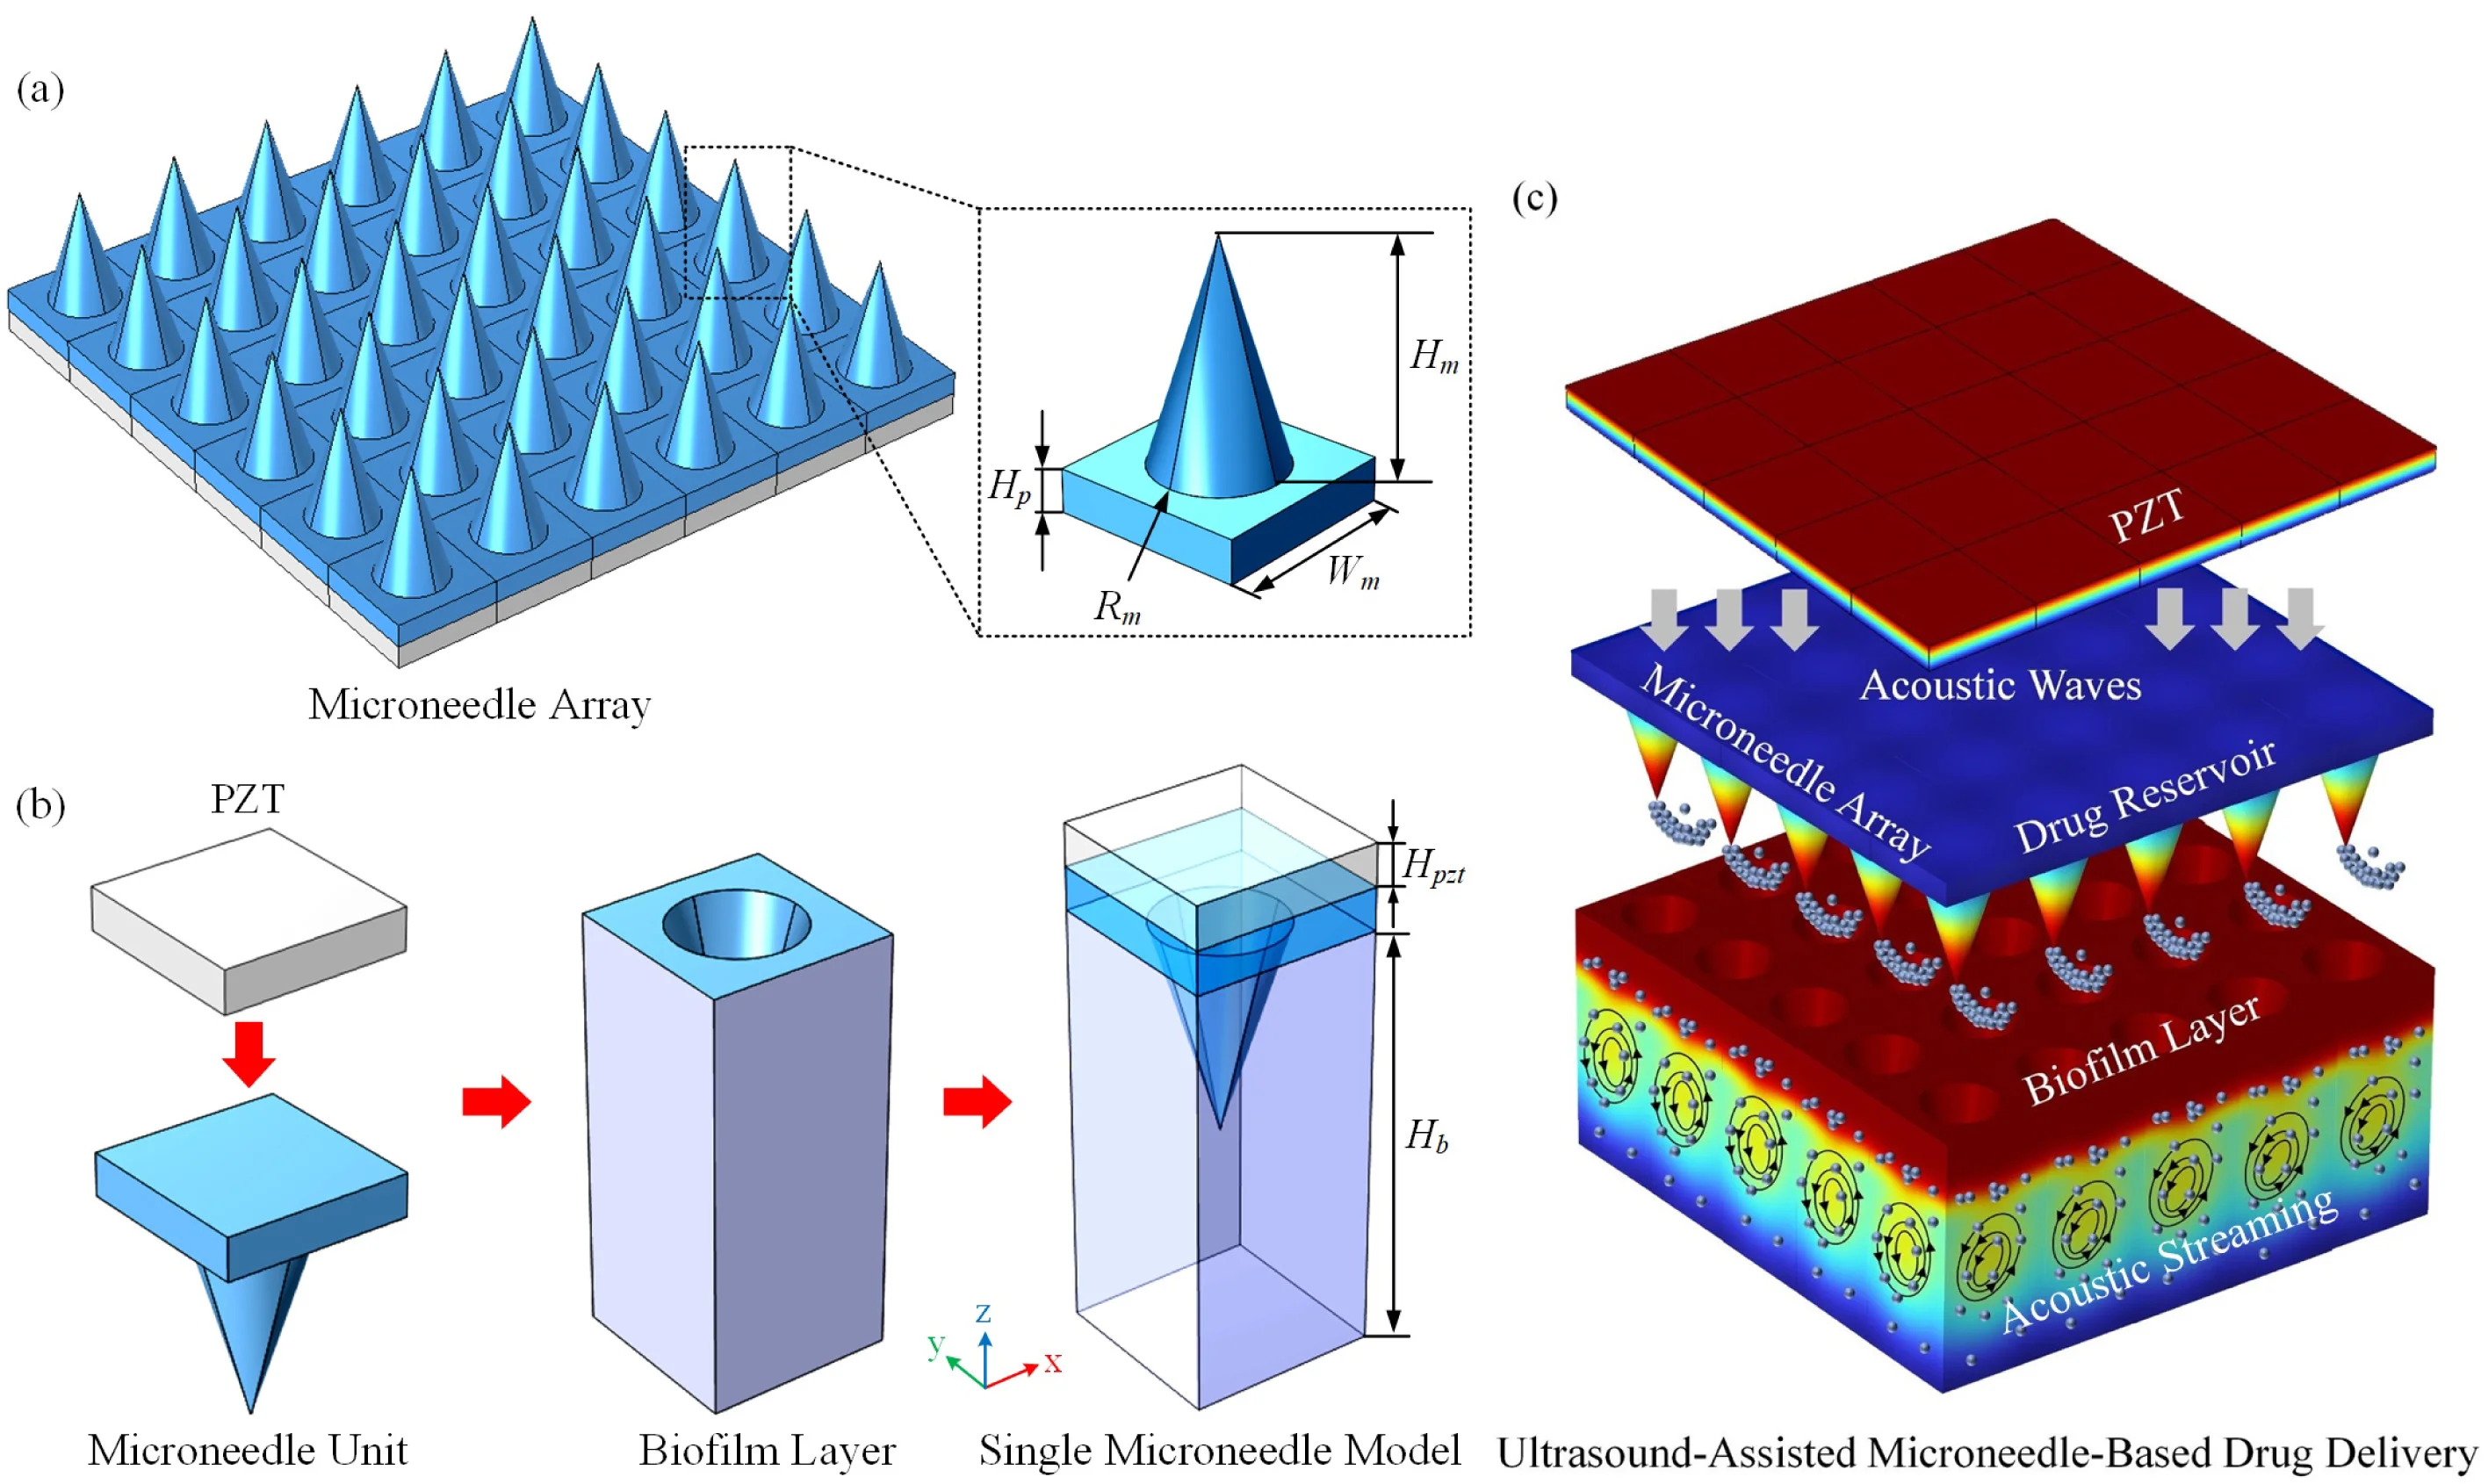 (a)
H_m
H_p
W_m
R_m
Microneedle Array
(b)
PZT
Microneedle Unit
Biofilm Layer
H_pzt
H_b
z
y
x
Single Microneedle Model
(c)
PZT
Acoustic Waves
Microneedle Array
Drug Reservoir
Biofilm Layer
Acoustic Streaming
Ultrasound-Assisted Microneedle-Based Drug Delivery